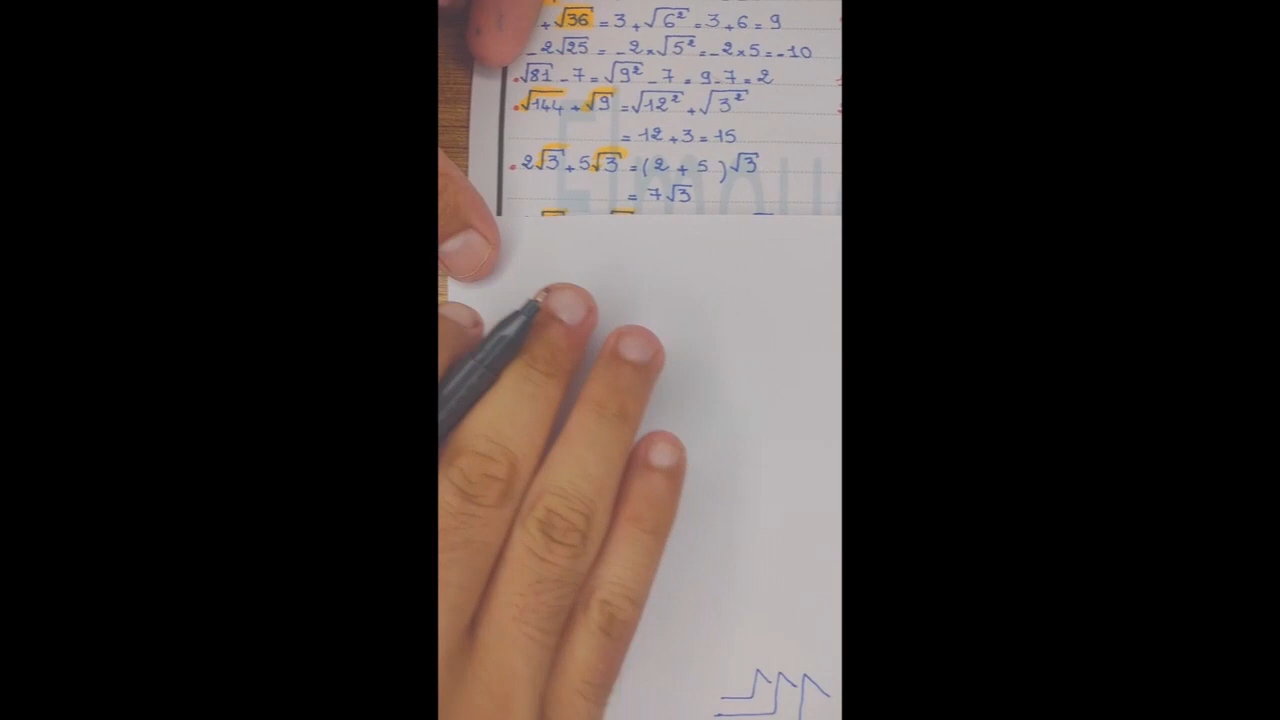 + √36 = 3 + √6² = 3 + 6 = 9
- 2√25 = - 2 × √5² = - 2 × 5 = - 10
• √81 - 7 = √9² - 7 = 9 - 7 = 2
• √144 + √9 = √12² + √3²
= 12 + 3 = 15
• 2√3 + 5√3 = (2 + 5)√3
= 7√3